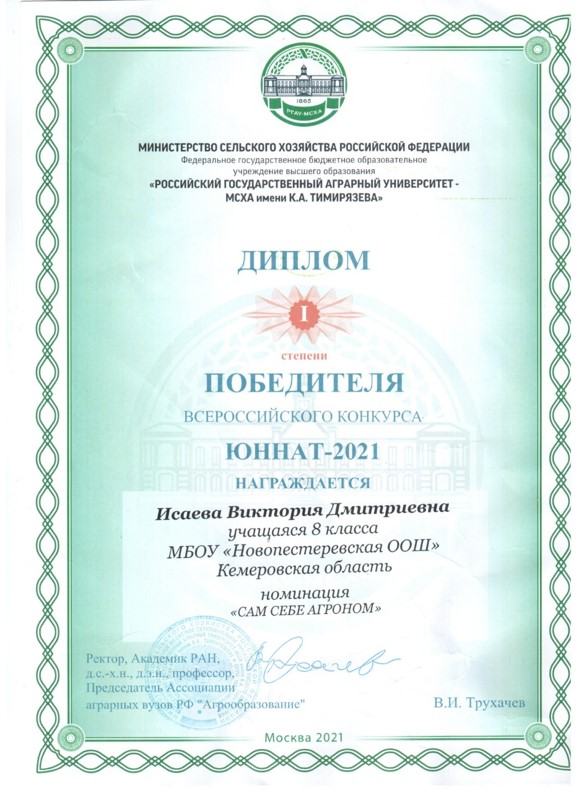 1865
РГАУ-МСХА
МИНИСТЕРСТВО СЕЛЬСКОГО ХОЗЯЙСТВА РОССИЙСКОЙ ФЕДЕРАЦИИ
Федеральное государственное бюджетное образовательное
учреждение высшего образования
«РОССИЙСКИЙ ГОСУДАРСТВЕННЫЙ АГРАРНЫЙ УНИВЕРСИТЕТ -
МСХА имени К.А. ТИМИРЯЗЕВА»
ДИПЛОМ
I
степени
ПОБЕДИТЕЛЯ
ВСЕРОССИЙСКОГО КОНКУРСА
ЮННАТ-2021
НАГРАЖДАЕТСЯ
Исаева Виктория Дмитриевна
учащаяся 8 класса
МБОУ «Новопестеревская ООШ»
Кемеровская область
номинация
«САМ СЕБЕ АГРОНОМ»
Ректор, Академик РАН,
д.с.-х.н., д.э.н., профессор,
Председатель Ассоциации
аграрных вузов РФ "Агрообразование"
В.И. Трухачев
Москва 2021